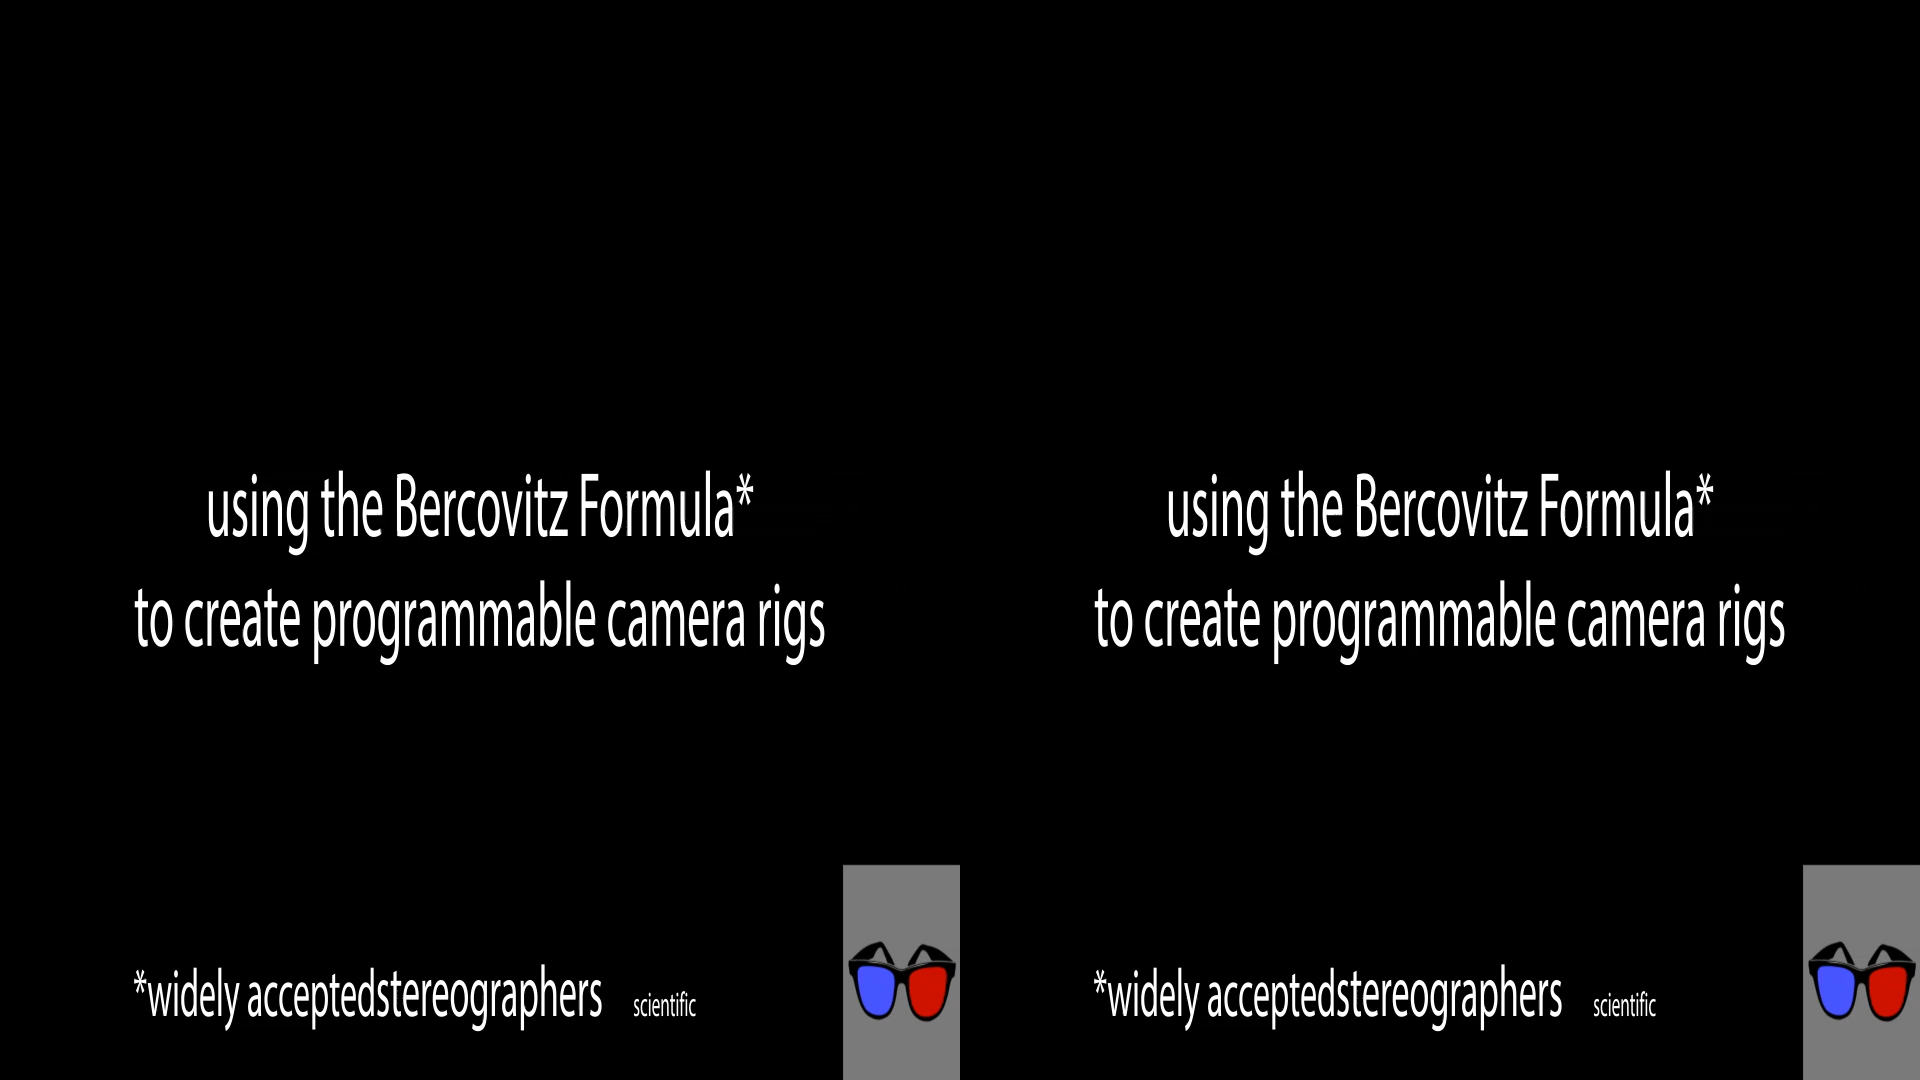 using the Bercovitz Formula*
to create programmable camera rigs
*widely acceptedstereographers scientific
using the Bercovitz Formula*
to create programmable camera rigs
*widely acceptedstereographers scientific